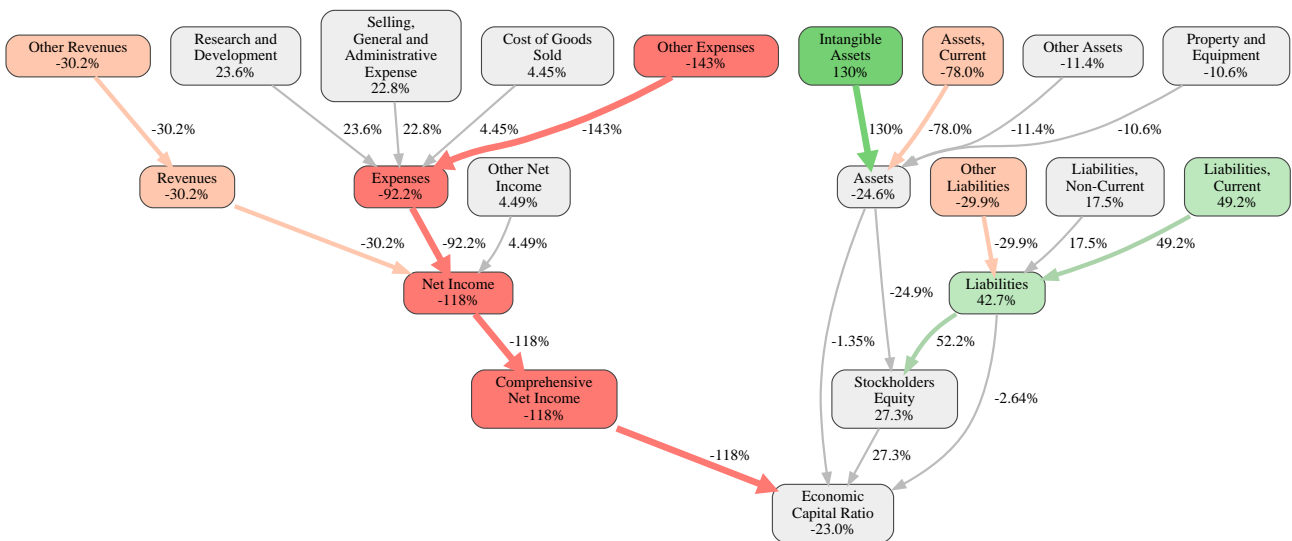 Other Revenues
-30.2%
Research and
Development
23.6%
Selling,
General and
Administrative
Expense
22.8%
Cost of Goods
Sold
4.45%
Other Expenses
-143%
Intangible
Assets
130%
Assets,
Current
-78.0%
Other Assets
-11.4%
Property and
Equipment
-10.6%
-30.2%
23.6%
22.8%
4.45%
-143%
130%
-78.0%
-11.4%
-10.6%
Revenues
-30.2%
Expenses
-92.2%
Other Net
Income
4.49%
Assets
-24.6%
Other
Liabilities
-29.9%
Liabilities,
Non-Current
17.5%
Liabilities,
Current
49.2%
-30.2%
-92.2%
4.49%
-29.9%
17.5%
49.2%
Net Income
-118%
-24.9%
Liabilities
42.7%
-118%
-1.35%
52.2%
-2.64%
Comprehensive
Net Income
-118%
Stockholders
Equity
27.3%
-118%
27.3%
Economic
Capital Ratio
-23.0%